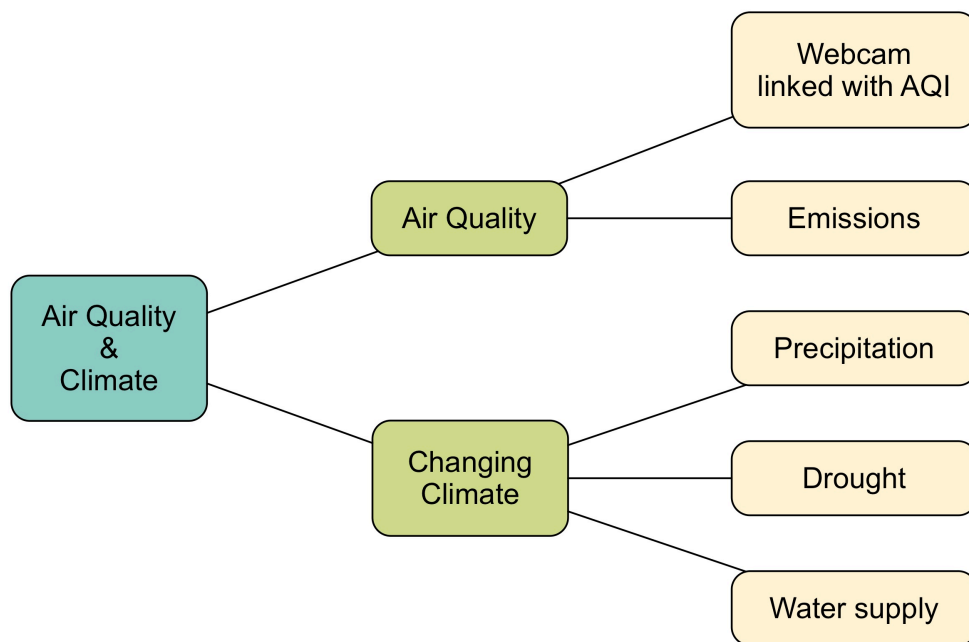 Air Quality
&
Climate
Air Quality
Changing
Climate
Webcam
linked with AQI
Emissions
Precipitation
Drought
Water supply